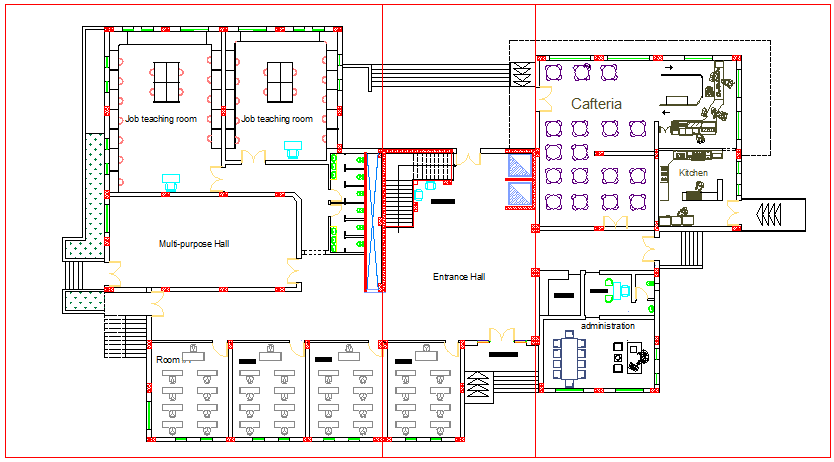 Cafteria
Job teaching room
Job teaching room
Kitchen
Multi-purpose Hall
Entrance Hall
administration
Room